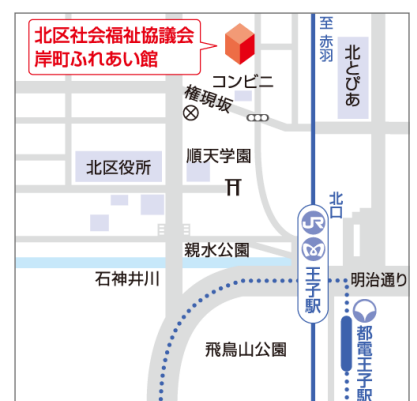 北区社会福祉協議会
岸町ふれあい館
至 赤羽
北とぴあ
コンビニ
権現坂
北区役所
順天学園
北口
JR
親水公園
王子駅
石神井川
明治通り
飛鳥山公園
都電王子駅